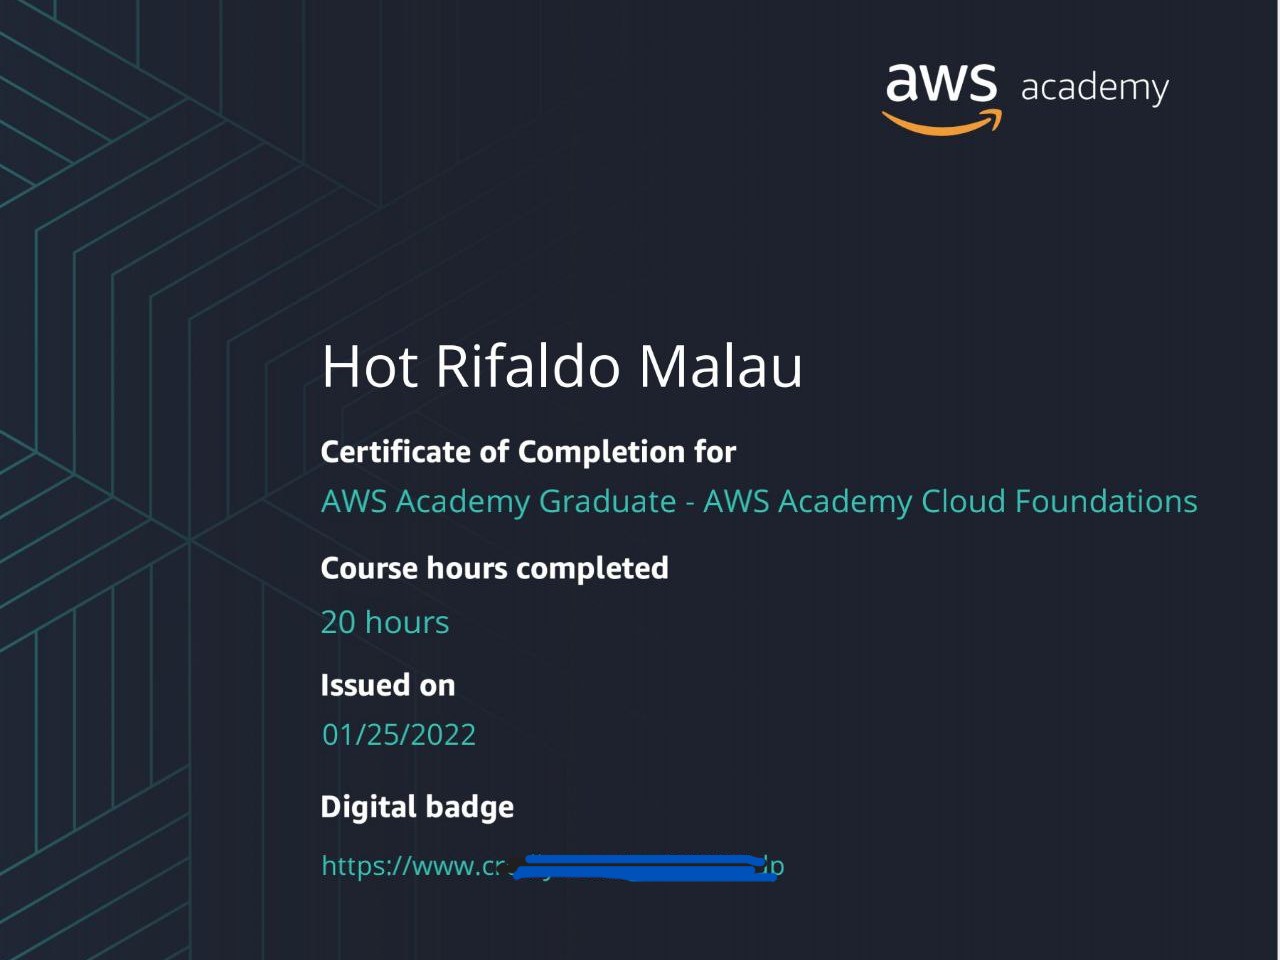 aws academy
Hot Rifaldo Malau
Certificate of Completion for
AWS Academy Graduate - AWS Academy Cloud Foundations
Course hours completed
20 hours
Issued on
01/25/2022
Digital badge
https://www.cr